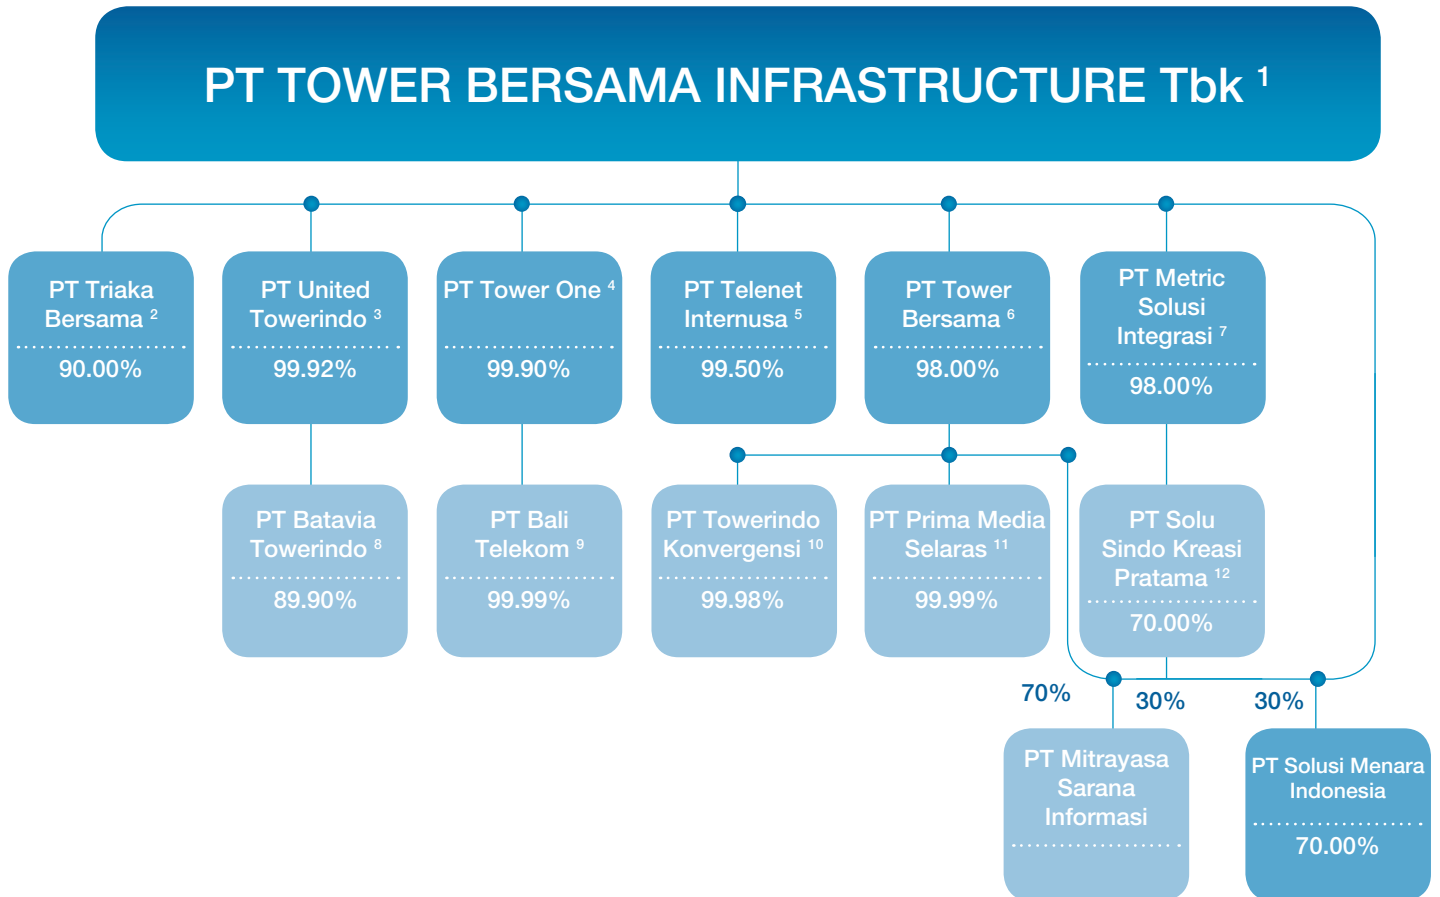 PT TOWER BERSAMA INFRASTRUCTURE Tbk 1
PT Triaka
Bersama 2
90.00%
PT United
Towerindo 3
99.92%
PT Tower One 4
99.90%
PT Telenet
Internusa 5
99.50%
PT Tower
Bersama 6
98.00%
PT Metric
Solusi
Integrasi 7
98.00%
PT Batavia
Towerindo 8
89.90%
PT Bali
Telekom 9
99.99%
PT Towerindo
Konvergensi 10
99.98%
PT Prima Media
Selaras 11
99.99%
PT Solu
Sindo Kreasi
Pratama 12
70.00%
70%
30%
30%
PT Mitrayasa
Sarana
Informasi
PT Solusi Menara
Indonesia
70.00%